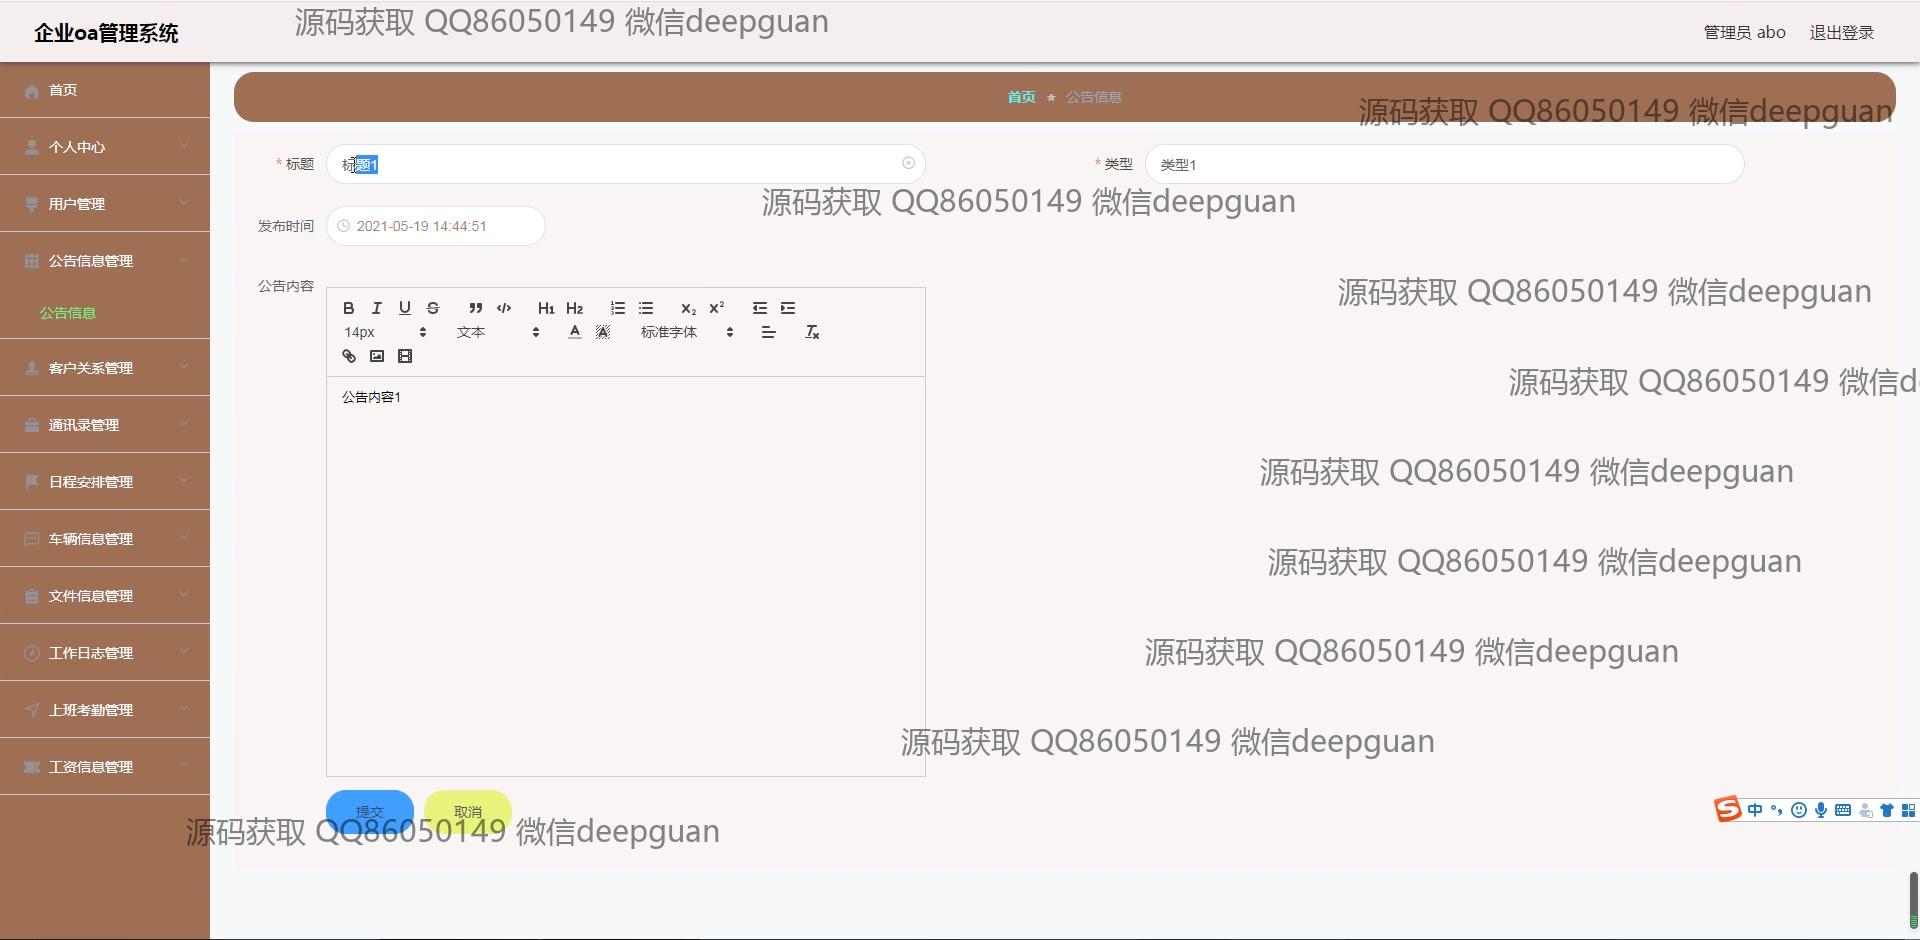 企业oa管理系统
源码获取 QQ86050149 微信deepguan
管理员 abo
退出登录
首页
首页 ★ 公告信息
源码获取 QQ86050149 微信deepguan
个人中心
* 标题
标题1
* 类型
类型1
用户管理
源码获取 QQ86050149 微信deepguan
发布时间
2021-05-19 14:44:51
公告信息管理
公告内容
源码获取 QQ86050149 微信deepguan
公告信息
B I U S ” </> H1 H2 X₂ X²
14px 文本 A A 标准字体 Tx
客户关系管理
源码获取 QQ86050149 微信de
公告内容1
通讯录管理
源码获取 QQ86050149 微信deepguan
日程安排管理
车辆信息管理
源码获取 QQ86050149 微信deepguan
文件信息管理
工作日志管理
源码获取 QQ86050149 微信deepguan
上班考勤管理
源码获取 QQ86050149 微信deepguan
工资信息管理
提交
取消
S 中
源码获取 QQ86050149 微信deepguan